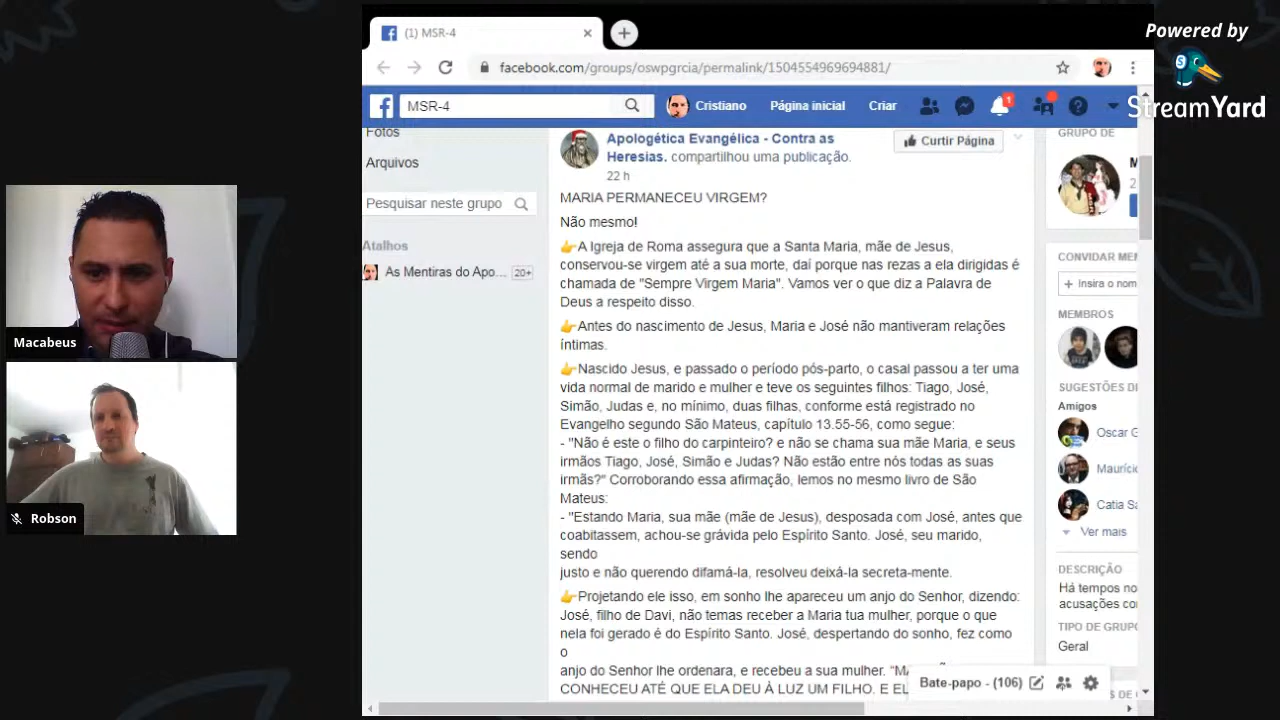 Powered by
StreamYard
(1) MSR-4
facebook.com/groups/oswpgrcia/permalink/1504554969694881/
MSR-4
Cristiano
Página inicial
Criar
1
Fotos
Arquivos
Pesquisar neste grupo
Atalhos
As Mentiras do Apo... 20+
Apologética Evangélica - Contra as
Heresias. compartilhou uma publicação.
22 h
Curtir Página
MARIA PERMANECEU VIRGEM?
Não mesmo!
👉A Igreja de Roma assegura que a Santa Maria, mãe de Jesus,
conservou-se virgem até a sua morte, daí porque nas rezas a ela dirigidas é
chamada de "Sempre Virgem Maria". Vamos ver o que diz a Palavra de
Deus a respeito disso.
👉Antes do nascimento de Jesus, Maria e José não mantiveram relações
íntimas.
👉Nascido Jesus, e passado o período pós-parto, o casal passou a ter uma
vida normal de marido e mulher e teve os seguintes filhos: Tiago, José,
Simão, Judas e, no mínimo, duas filhas, conforme está registrado no
Evangelho segundo São Mateus, capítulo 13.55-56, como segue:
- "Não é este o filho do carpinteiro? e não se chama sua mãe Maria, e seus
irmãos Tiago, José, Simão e Judas? Não estão entre nós todas as suas
irmãs?" Corroborando essa afirmação, lemos no mesmo livro de São
Mateus:
- "Estando Maria, sua mãe (mãe de Jesus), desposada com José, antes que
coabitassem, achou-se grávida pelo Espírito Santo. José, seu marido,
sendo
justo e não querendo difamá-la, resolveu deixá-la secreta-mente.
👉Projetando ele isso, em sonho lhe apareceu um anjo do Senhor, dizendo:
José, filho de Davi, não temas receber a Maria tua mulher, porque o que
nela foi gerado é do Espírito Santo. José, despertando do sonho, fez como
o
anjo do Senhor lhe ordenara, e recebeu a sua mulher. "M
CONHECEU ATÉ QUE ELA DEU À LUZ UM FILHO. E EL
Bate-papo - (106)
GRUPO DE
M
2
CONVIDAR MEM
+ Insira o nom
MEMBROS
SUGESTÕES DE
Amigos
Oscar G
Maurício
Catia Sa
Ver mais
DESCRIÇÃO
Há tempos no
acusações con
TIPO DE GRUPO
Geral
S DE
Macabeus
Robson